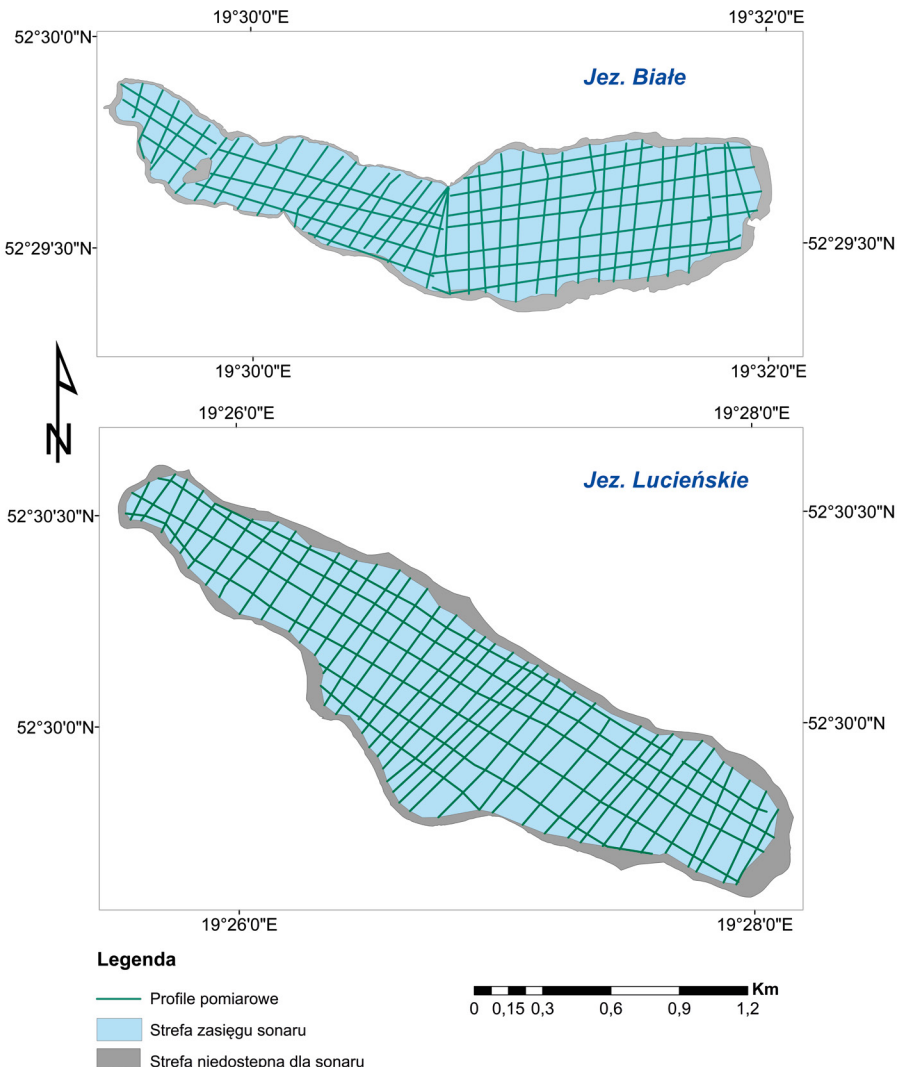 19°30'0"E 19°32'0"E
52°30'0"N
Jez. Białe
52°29'30"N 52°29'30"N
19°30'0"E 19°32'0"E
N
19°26'0"E 19°28'0"E
Jez. Lucieńskie
52°30'30"N 52°30'30"N
52°30'0"N 52°30'0"N
19°26'0"E 19°28'0"E
Legenda
Profile pomiarowe
Strefa zasięgu sonaru
Strefa niedostępna dla sonaru
Km
0 0,15 0,3 0,6 0,9 1,2